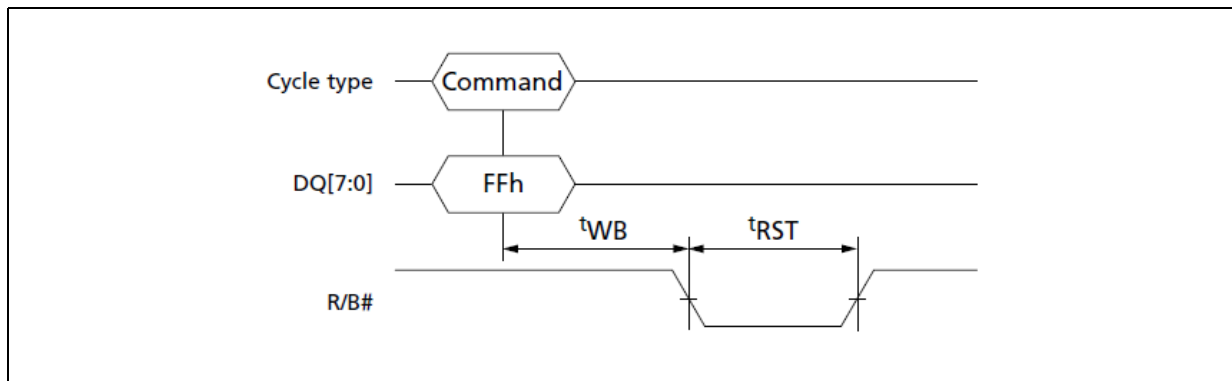 Cycle type
Command
DQ[7:0]
FFh
tWB
tRST
R/B#